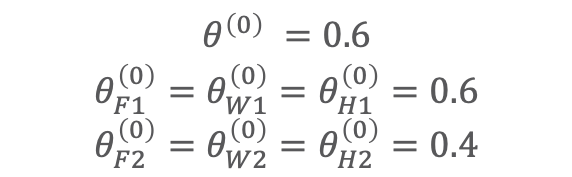 θ^(0) = 0.6
θ_F1^(0) = θ_W1^(0) = θ_H1^(0) = 0.6
θ_F2^(0) = θ_W2^(0) = θ_H2^(0) = 0.4